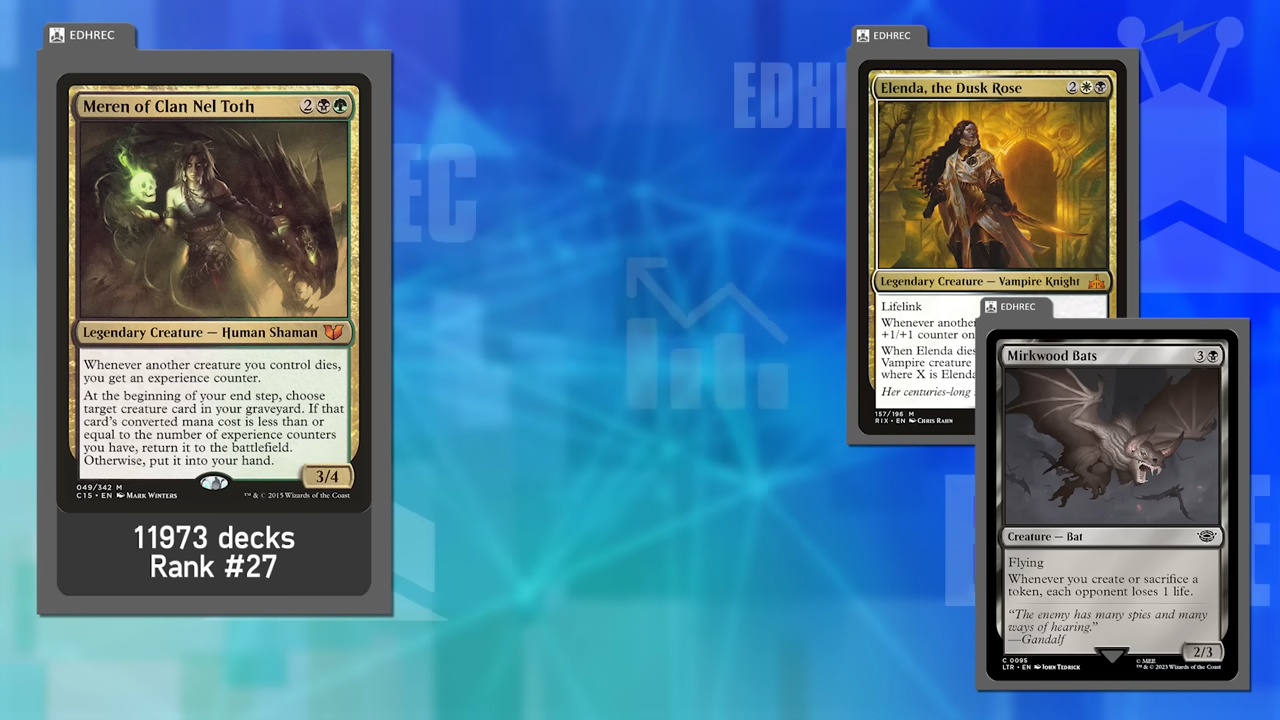 EDHREC
Meren of Clan Nel Toth 2
Legendary Creature — Human Shaman
Whenever another creature you control dies,
you get an experience counter.
At the beginning of your end step, choose
target creature card in your graveyard. If that
card's converted mana cost is less than or
equal to the number of experience counters
you have, return it to the battlefield.
Otherwise, put it into your hand.
3/4
049/342 M
C15 • EN Mark Winters ™ & © 2015 Wizards of the Coast
11973 decks
Rank #27
EDHREC
Elenda, the Dusk Rose 2
Legendary Creature — Vampire Knight
Lifelink
Whenever another
+1/+1 counter on
When Elenda dies
Vampire creature
where X is Elenda
Her centuries-long
157/196 M
RIX • EN Chris Rahn
EDHREC
Mirkwood Bats 3
Creature — Bat
Flying
Whenever you create or sacrifice a
token, each opponent loses 1 life.
"The enemy has many spies and many
ways of hearing."
—Gandalf
2/3
C 0095
LTR • EN John Tedrick
© MEE
™ & © 2023 Wizards of the Coast
EDH
EC